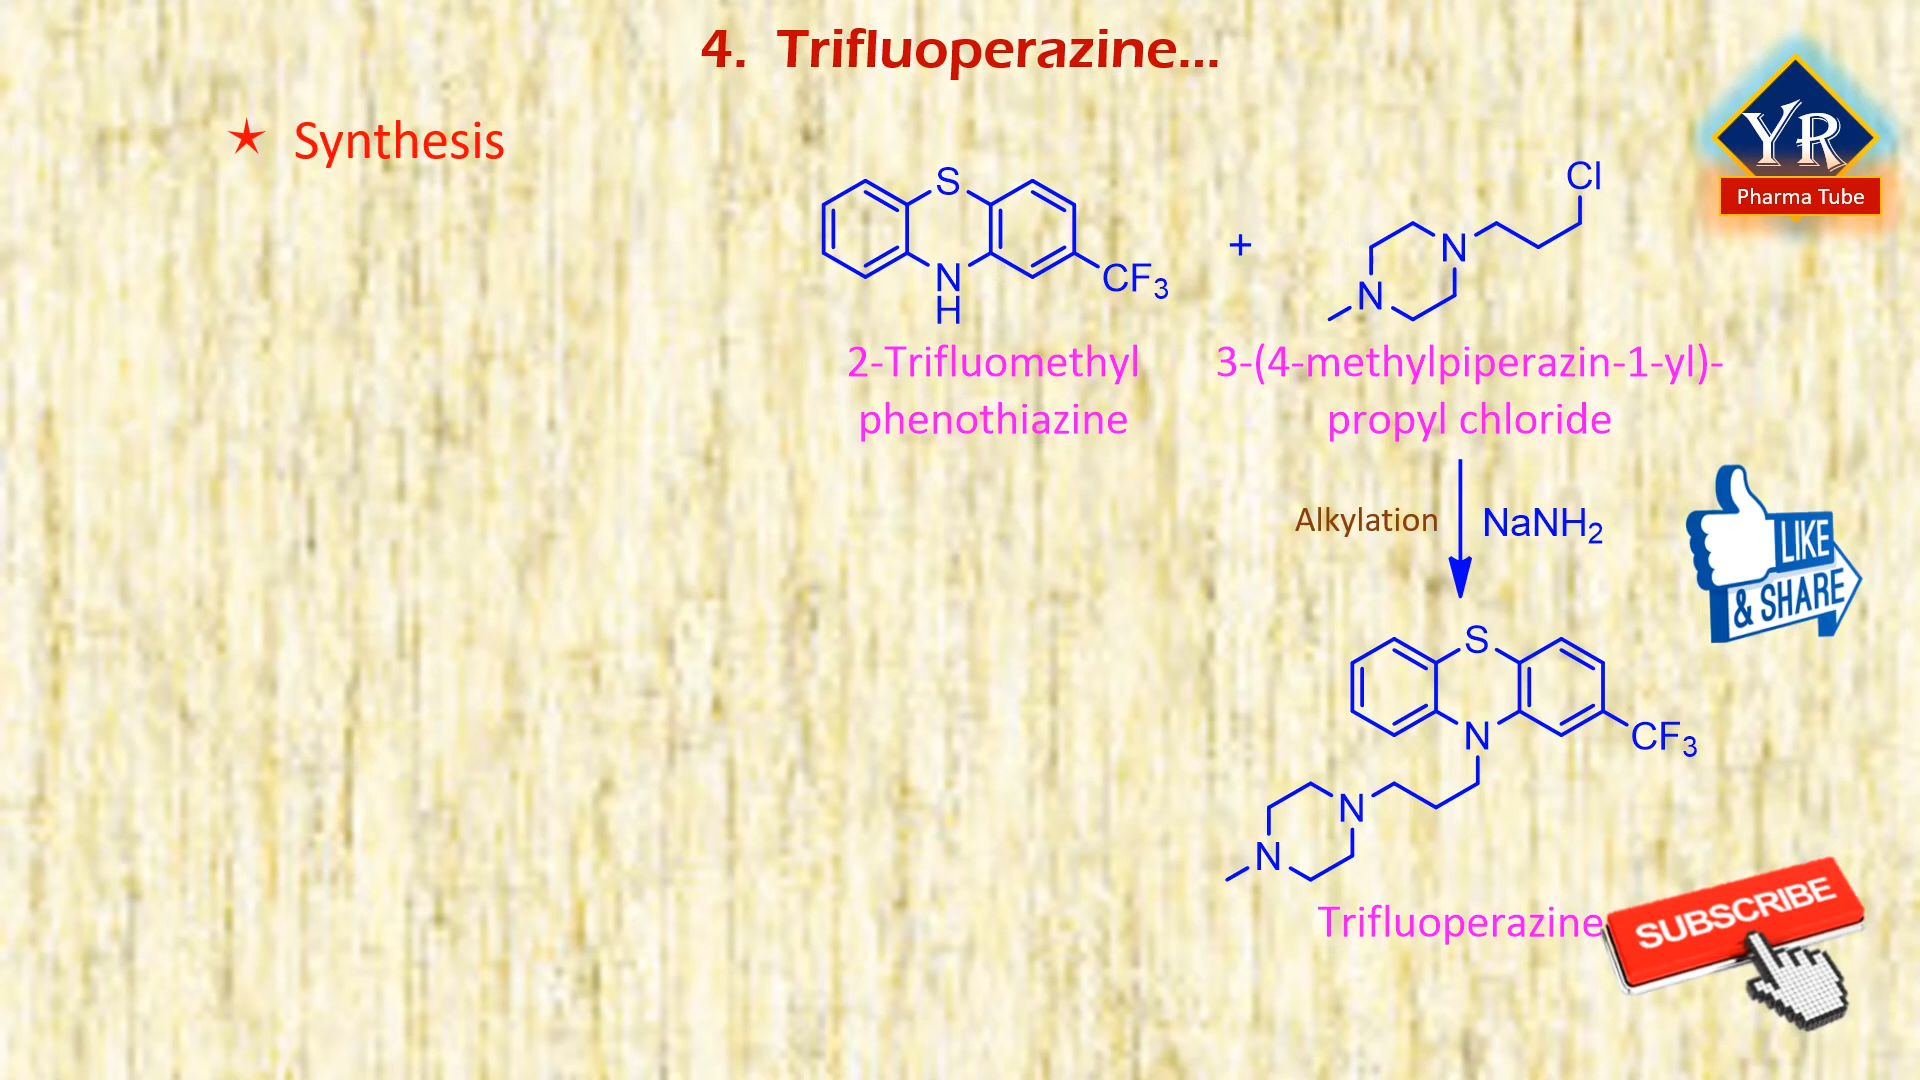 4. Trifluoperazine...
★ Synthesis
YR
Pharma Tube
S
N
H
CF₃
+
N
N
Cl
2-Trifluomethyl
phenothiazine
3-(4-methylpiperazin-1-yl)-
propyl chloride
Alkylation
NaNH₂
LIKE
& SHARE
S
N
CF₃
N
N
Trifluoperazine
SUBSCRIBE